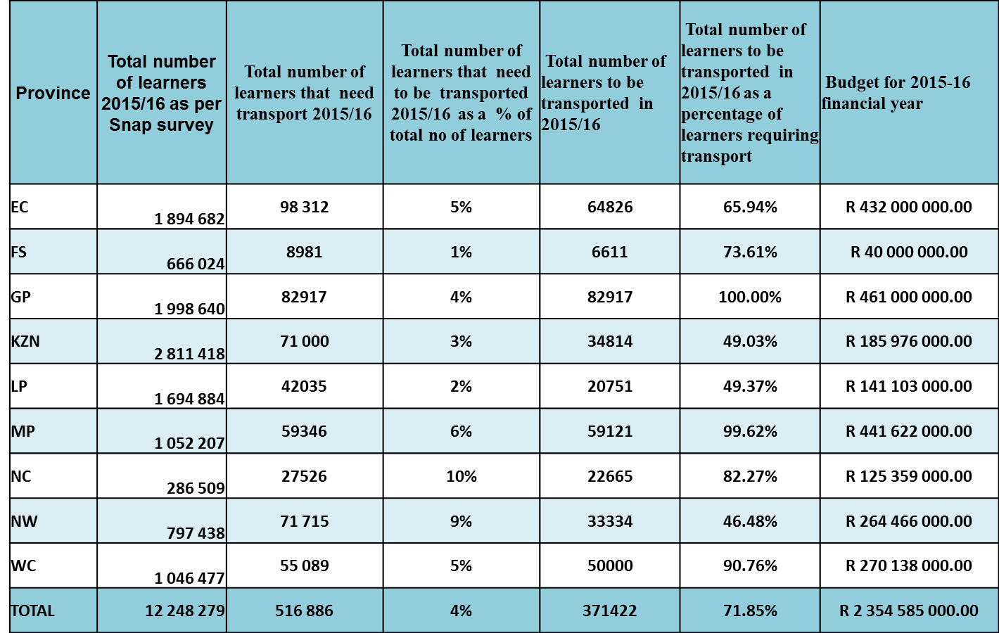 Province
Total number
of learners
2015/16 as per
Snap survey
Total number of
learners that need
transport 2015/16
Total number of
learners that need
to be transported
2015/16 as a % of
total no of learners
Total number of
learners to be
transported in
2015/16
Total number of
learners to be
transported in
2015/16 as a
percentage of
learners requiring
transport
Budget for 2015-16
financial year
EC 1 894 682 98 312 5% 64826 65.94% R 432 000 000.00
FS 666 024 8981 1% 6611 73.61% R 40 000 000.00
GP 1 998 640 82917 4% 82917 100.00% R 461 000 000.00
KZN 2 811 418 71 000 3% 34814 49.03% R 185 976 000.00
LP 1 694 884 42035 2% 20751 49.37% R 141 103 000.00
MP 1 052 207 59346 6% 59121 99.62% R 441 622 000.00
NC 286 509 27526 10% 22665 82.27% R 125 359 000.00
NW 797 438 71 715 9% 33334 46.48% R 264 466 000.00
WC 1 046 477 55 089 5% 50000 90.76% R 270 138 000.00
TOTAL 12 248 279 516 886 4% 371422 71.85% R 2 354 585 000.00